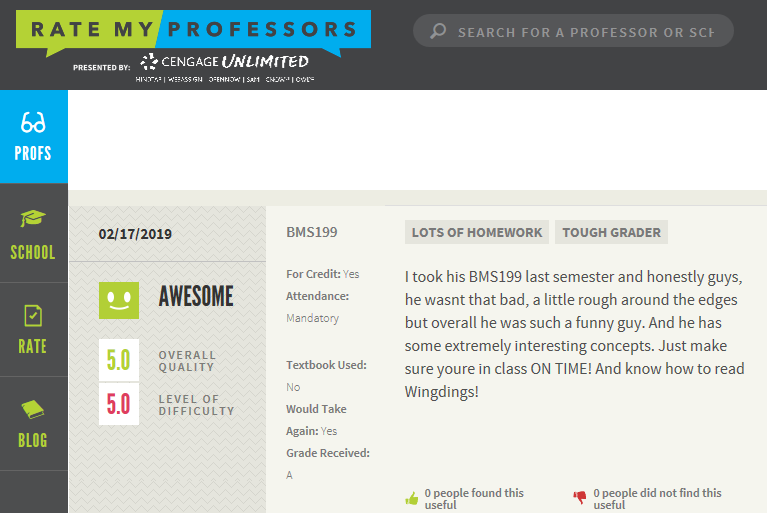 RATE MY PROFESSORS
PRESENTED BY: CENGAGE UNLIMITED
SEARCH FOR A PROFESSOR OR SCH
PROFS
SCHOOL
RATE
BLOG
02/17/2019
AWESOME
5.0 OVERALL
QUALITY
5.0 LEVEL OF
DIFFICULTY
BMS199
For Credit: Yes
Attendance:
Mandatory
Textbook Used:
No
Would Take
Again: Yes
Grade Received:
A
LOTS OF HOMEWORK TOUGH GRADER
I took his BMS199 last semester and honestly guys,
he wasnt that bad, a little rough around the edges
but overall he was such a funny guy. And he has
some extremely interesting concepts. Just make
sure youre in class ON TIME! And know how to read
Wingdings!
0 people found this
useful
0 people did not find this
useful